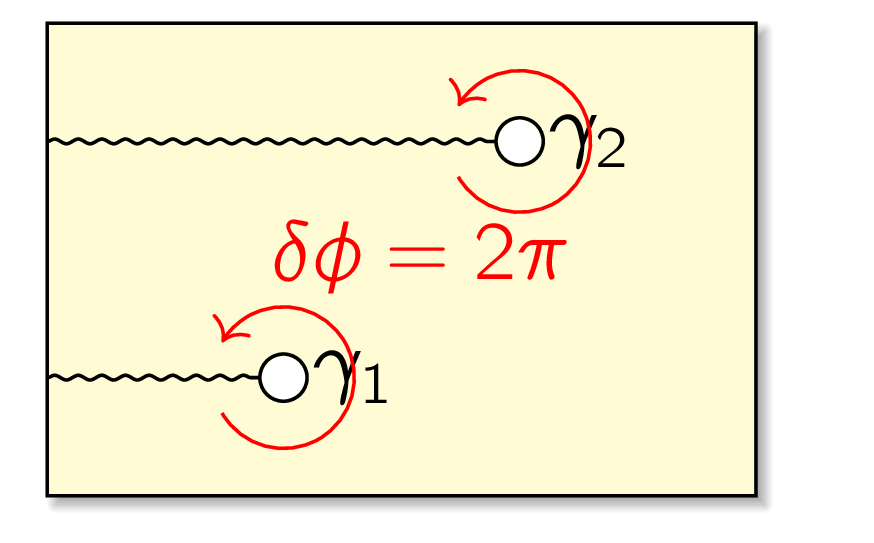 γ₂
δϕ = 2π
γ₁